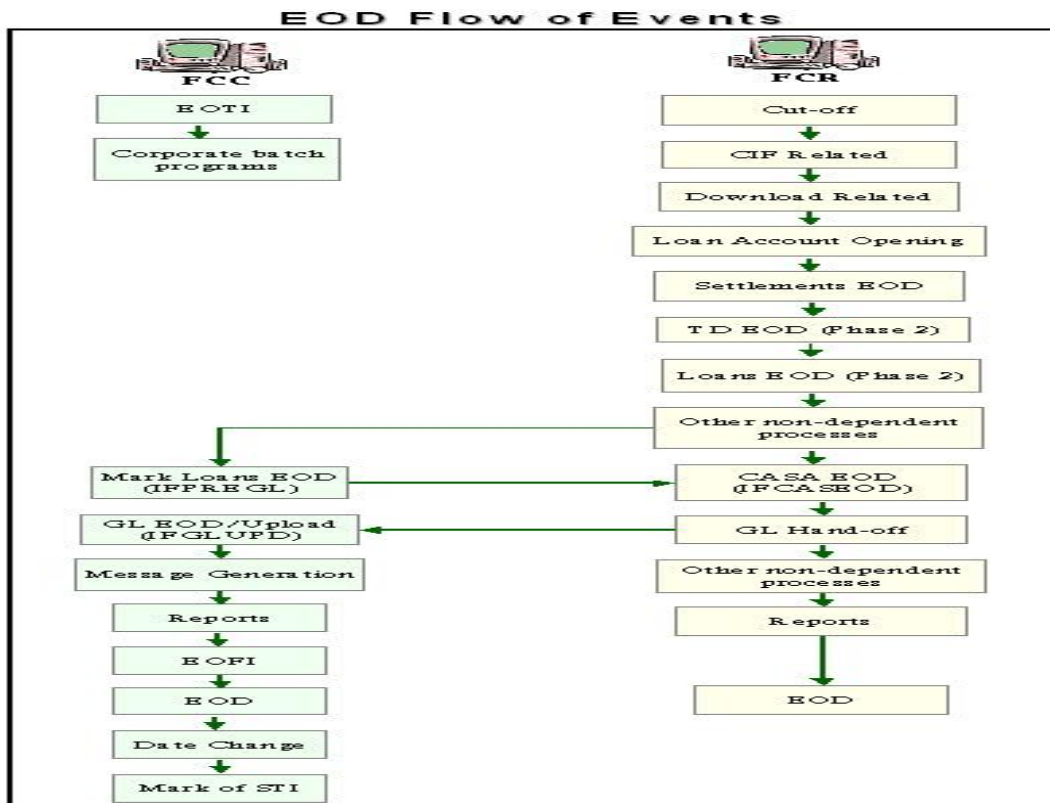 EOD Flow of Events
FCC
EOTI
Corporate batch
programs
Mark Loans EOD
(IFPREGL)
GL EOD/Upload
(IFGLUPD)
Message Generation
Reports
EOFI
EOD
Date Change
Mark of STI
FCR
Cut-off
CIF Related
Download Related
Loan Account Opening
Settlements EOD
TD EOD (Phase 2)
Loans EOD (Phase 2)
Other non-dependent
processes
CASA EOD
(IFCASEOD)
GL Hand-off
Other non-dependent
processes
Reports
EOD